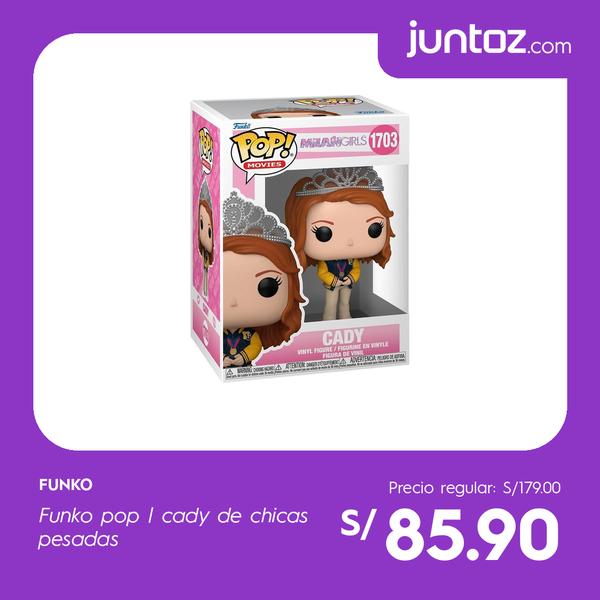 juntoz.com
Funko
POP!
MOVIES
MEAN GIRLS
1703
CADY
VINYL FIGURE / FIGURINE EN VINYLE
FIGURA DE VINIL
FUNKO
Precio regular: S/179.00
Funko pop | cady de chicas
pesadas
S/ 85.90